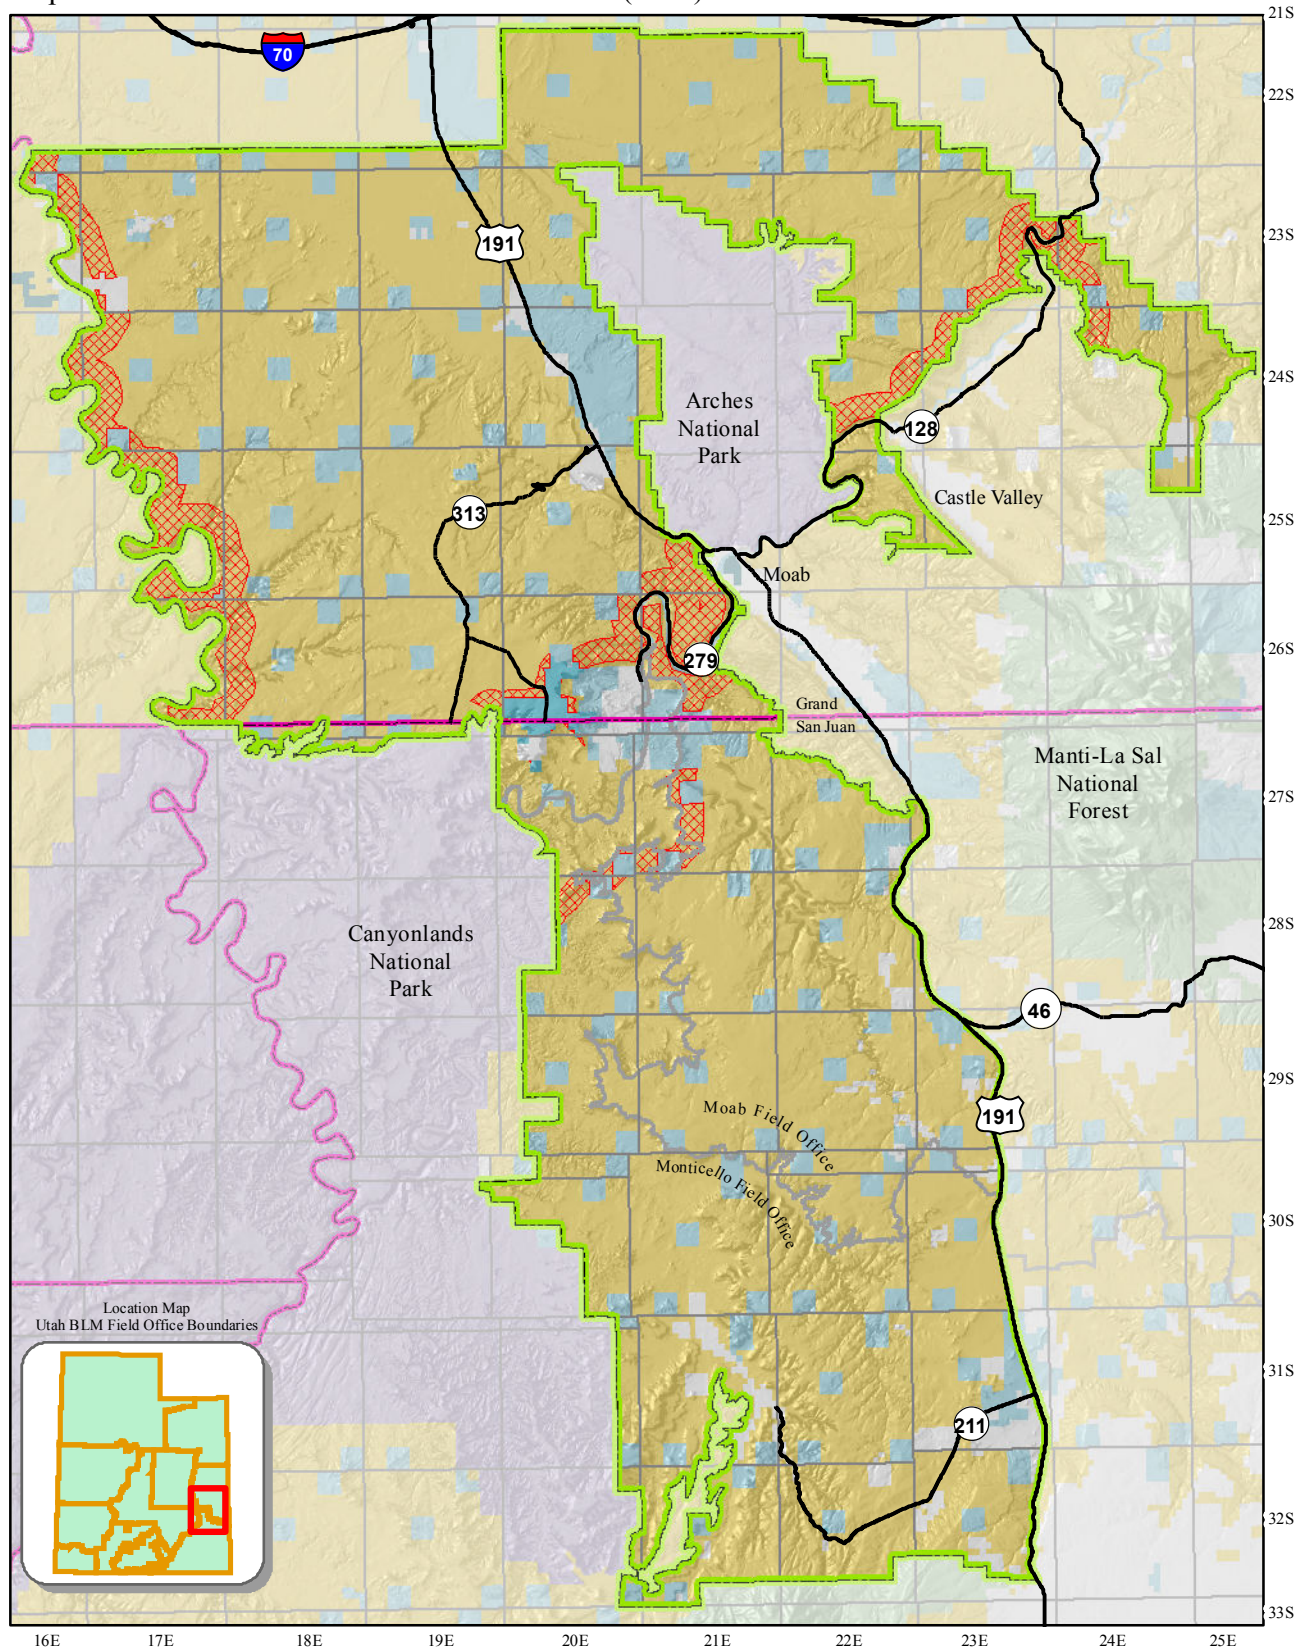 21S
70
22S
191
23S
24S
Arches
National
Park
128
Castle Valley
313
25S
Moab
279
26S
Grand
San Juan
Manti-La Sal
National
Forest
27S
Canyonlands
National
Park
28S
46
29S
Moab Field Office
191
Monticello Field Office
30S
Location Map
Utah BLM Field Office Boundaries
31S
211
32S
33S
16E 17E 18E 19E 20E 21E 22E 23E 24E 25E